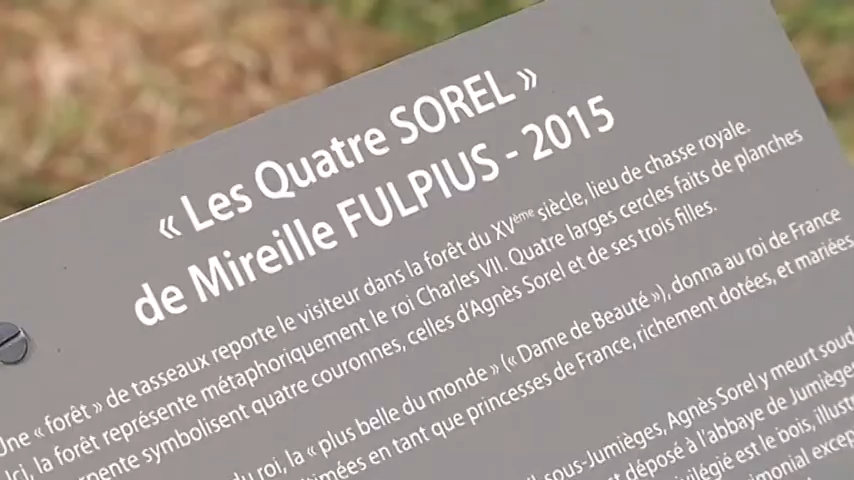 « Les Quatre SOREL »
de Mireille FULPIUS - 2015
Une « forêt » de tasseaux reporte le visiteur dans la forêt du XVème siècle, lieu de chasse royale.
Ici, la forêt représente métaphoriquement le roi Charles VII. Quatre larges cercles faits de planches
symbolisent quatre couronnes, celles d'Agnès Sorel et de ses trois filles.
du roi, la « plus belle du monde » (« Dame de Beauté »), donna au roi de France
en tant que princesses de France, richement dotées, et mariées
sous-Jumièges, Agnès Sorel y meurt
déposé à l'abbaye de Jumièges
est le bois,